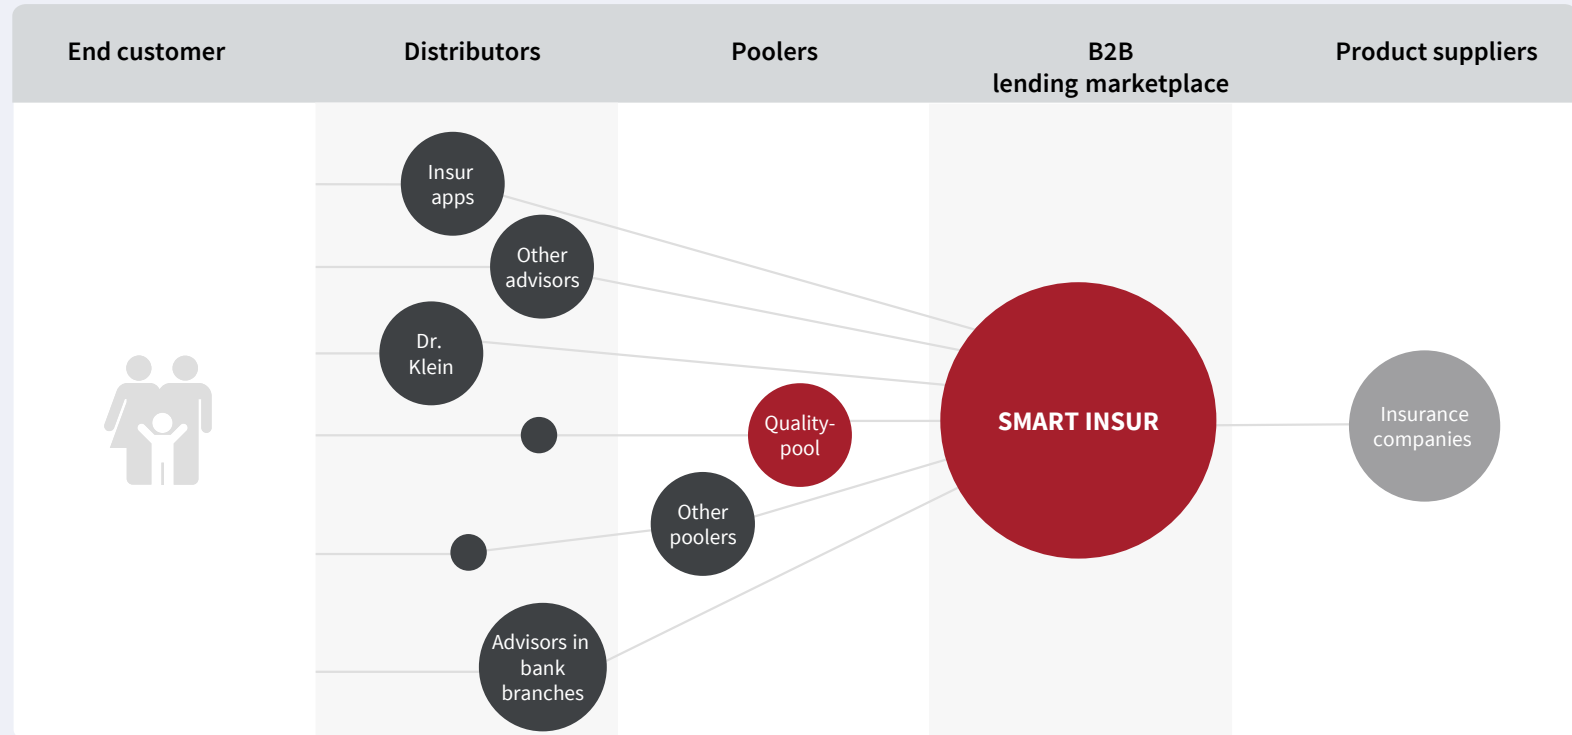 End customer
Distributors
Poolers
B2B
lending marketplace
Product suppliers
Insur
apps
Other
advisors
Dr.
Klein
Quality-
pool
SMART INSUR
Insurance
companies
Other
poolers
Advisors in
bank
branches